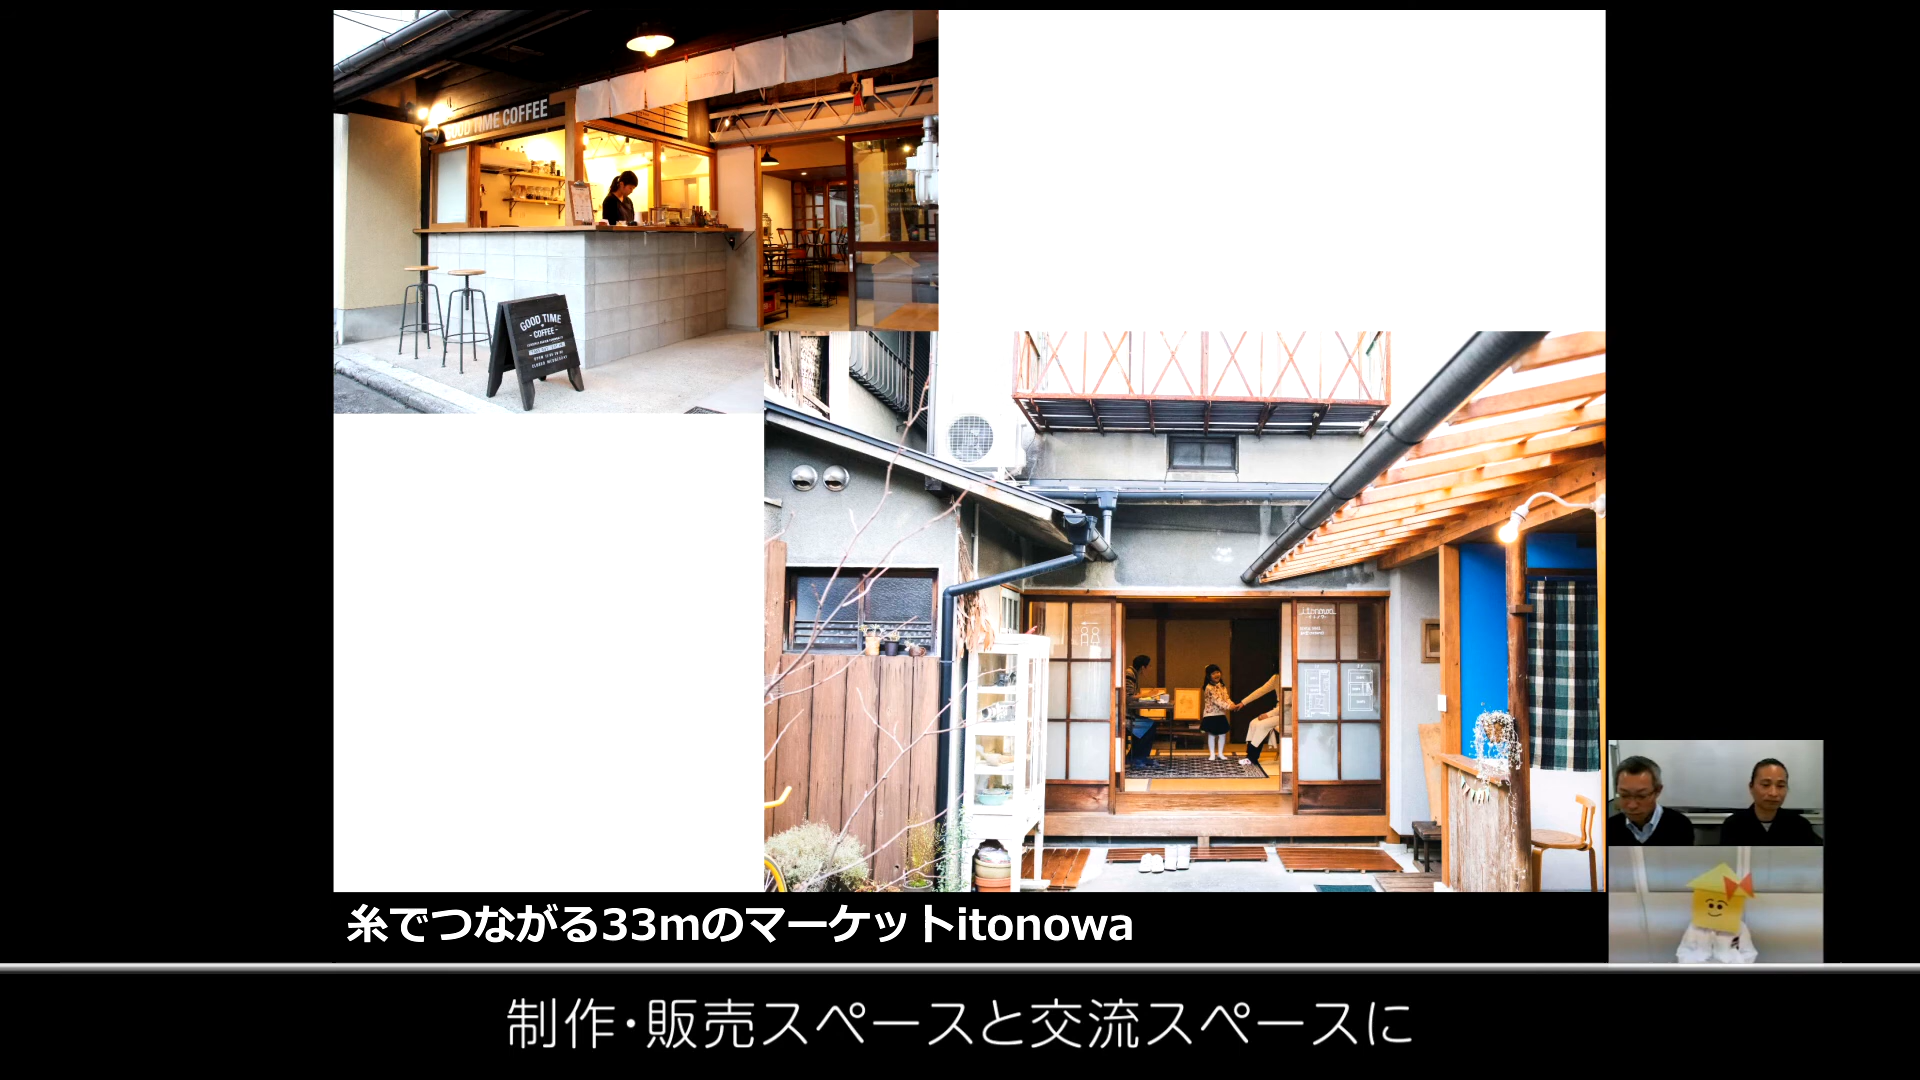 GOOD TIME COFFEE
GOOD TIME
- COFFEE -
itonowa
糸でつながる33mのマーケットitonowa
制作・販売スペースと交流スペースに